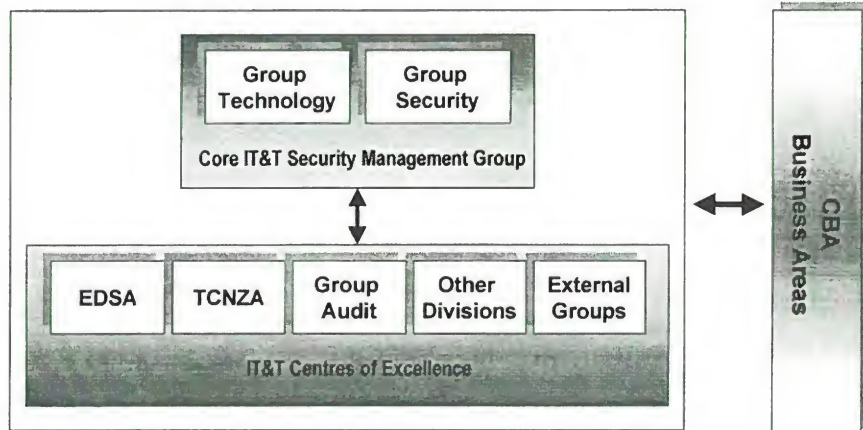 Group
Technology
Group
Security
Core IT&T Security Management Group
EDSA
TCNZA
Group
Audit
Other
Divisions
External
Groups
IT&T Centres of Excellence
CBA
Business Areas